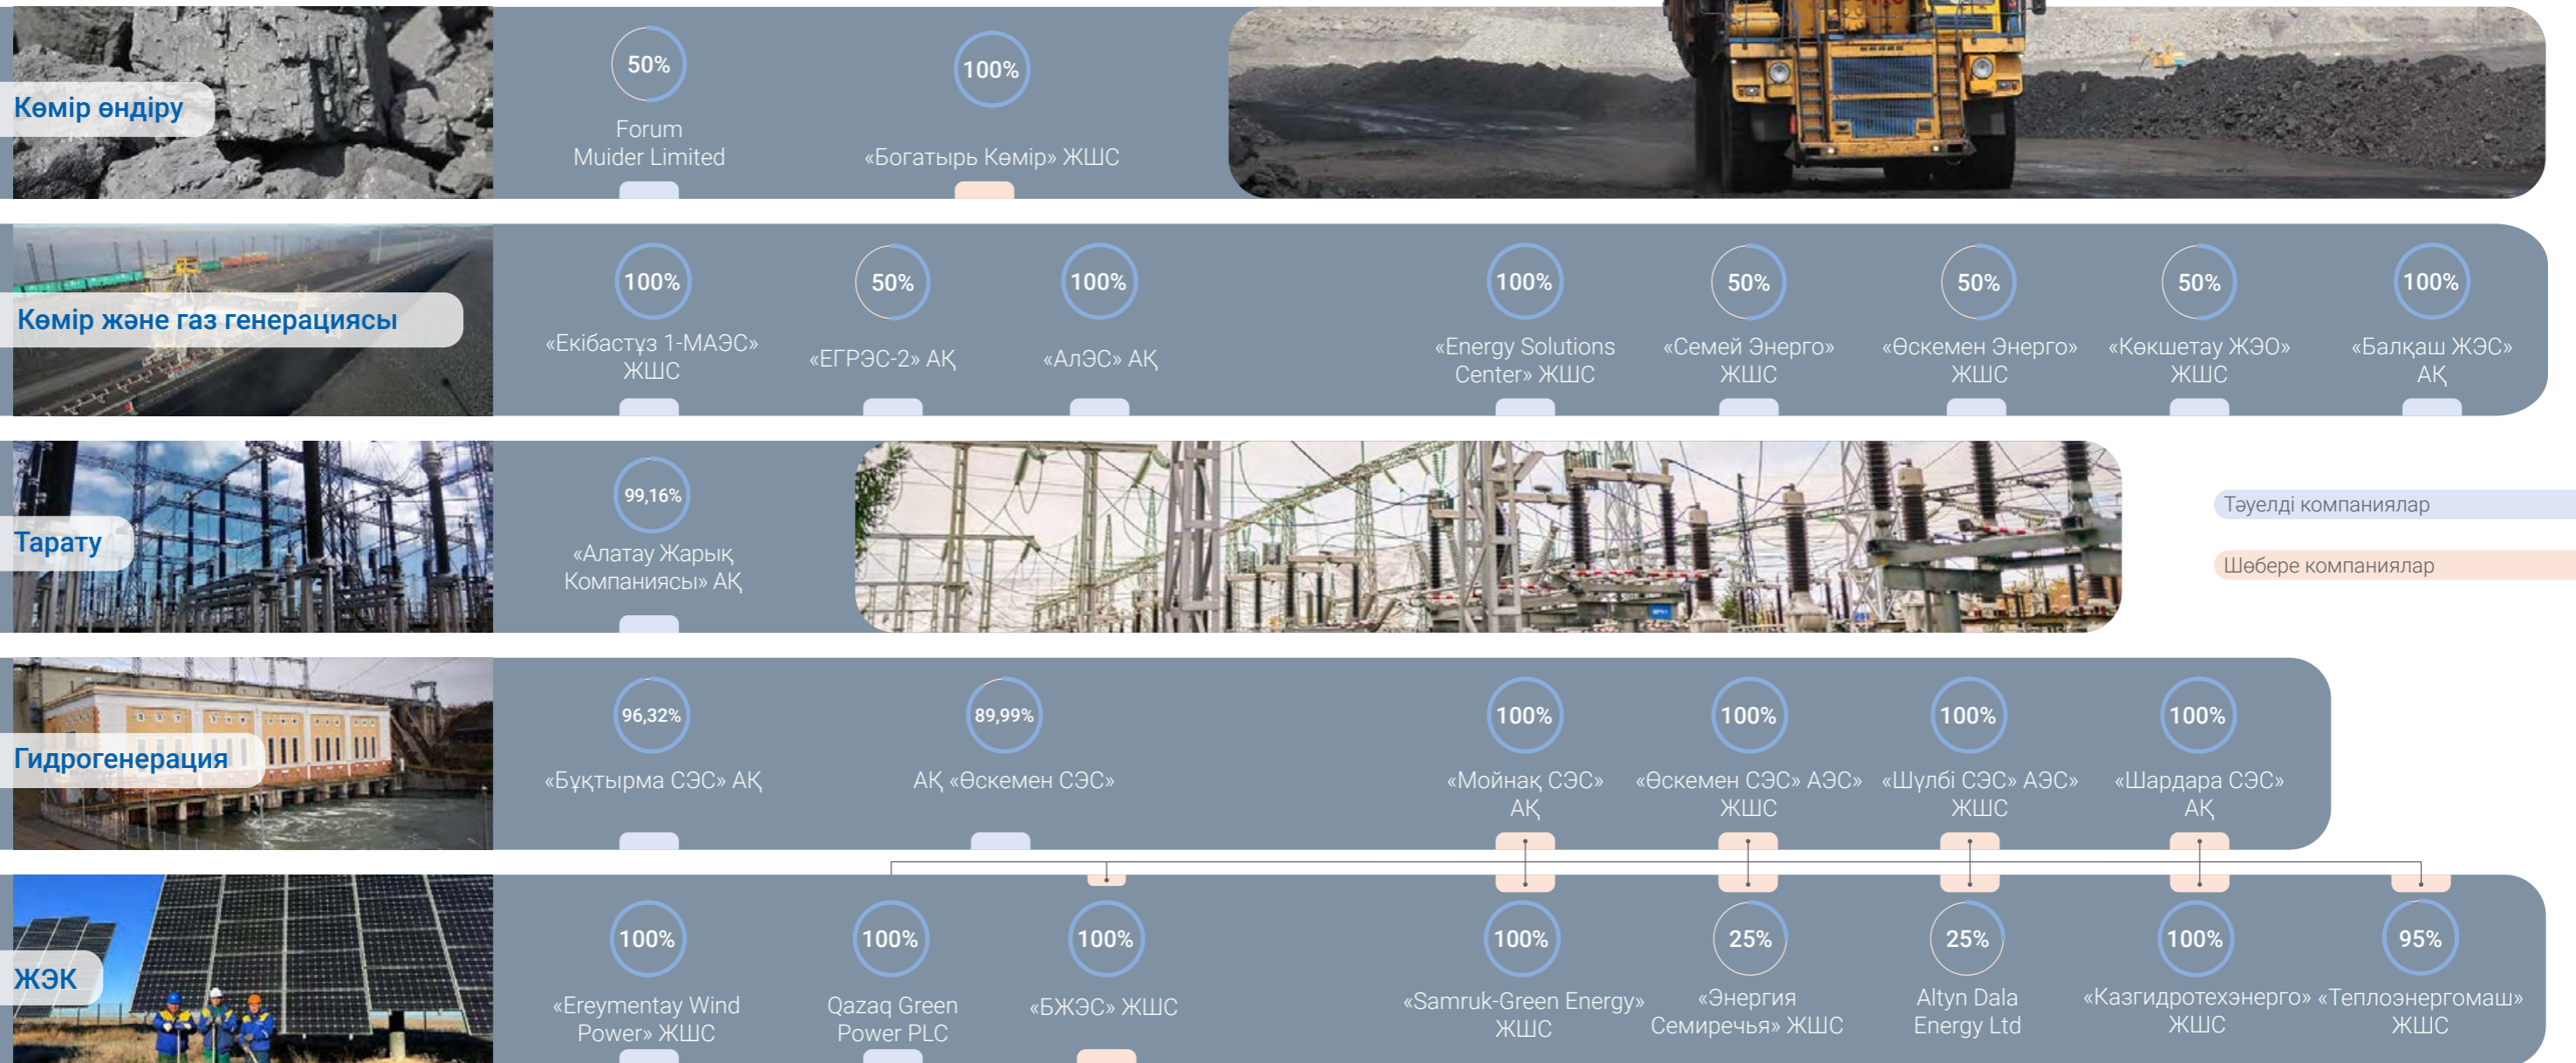 Көмір өндіру
50%
Forum
Muider Limited
100%
«Богатырь Көмір» ЖШС
Көмір және газ генерациясы
100%
«Екібастұз 1-МАЭС»
ЖШС
50%
«ЕГРЭС-2» АҚ
100%
«АлЭС» АҚ
100%
«Energy Solutions
Center» ЖШС
50%
«Семей Энерго»
ЖШС
50%
«Өскемен Энерго»
ЖШС
50%
«Көкшетау ЖЭО»
ЖШС
100%
«Балқаш ЖЭС»
АҚ
Тарату
99,16%
«Алатау Жарық
Компаниясы» АҚ
Тәуелді компаниялар
Шөбере компаниялар
Гидрогенерация
96,32%
«Бұқтырма СЭС» АҚ
89,99%
АҚ «Өскемен СЭС»
100%
«Мойнақ СЭС»
АҚ
100%
«Өскемен СЭС» АЭС»
ЖШС
100%
«Шүлбі СЭС» АЭС»
ЖШС
100%
«Шардара СЭС»
АҚ
ЖЭК
100%
«Ereymentay Wind
Power» ЖШС
100%
Qazaq Green
Power PLC
100%
«БЖЭС» ЖШС
100%
«Samruk-Green Energy»
ЖШС
25%
«Энергия
Семиречья» ЖШС
25%
Altyn Dala
Energy Ltd
100%
«Казгидротехэнерго»
ЖШС
95%
«Теплоэнергомаш»
ЖШС